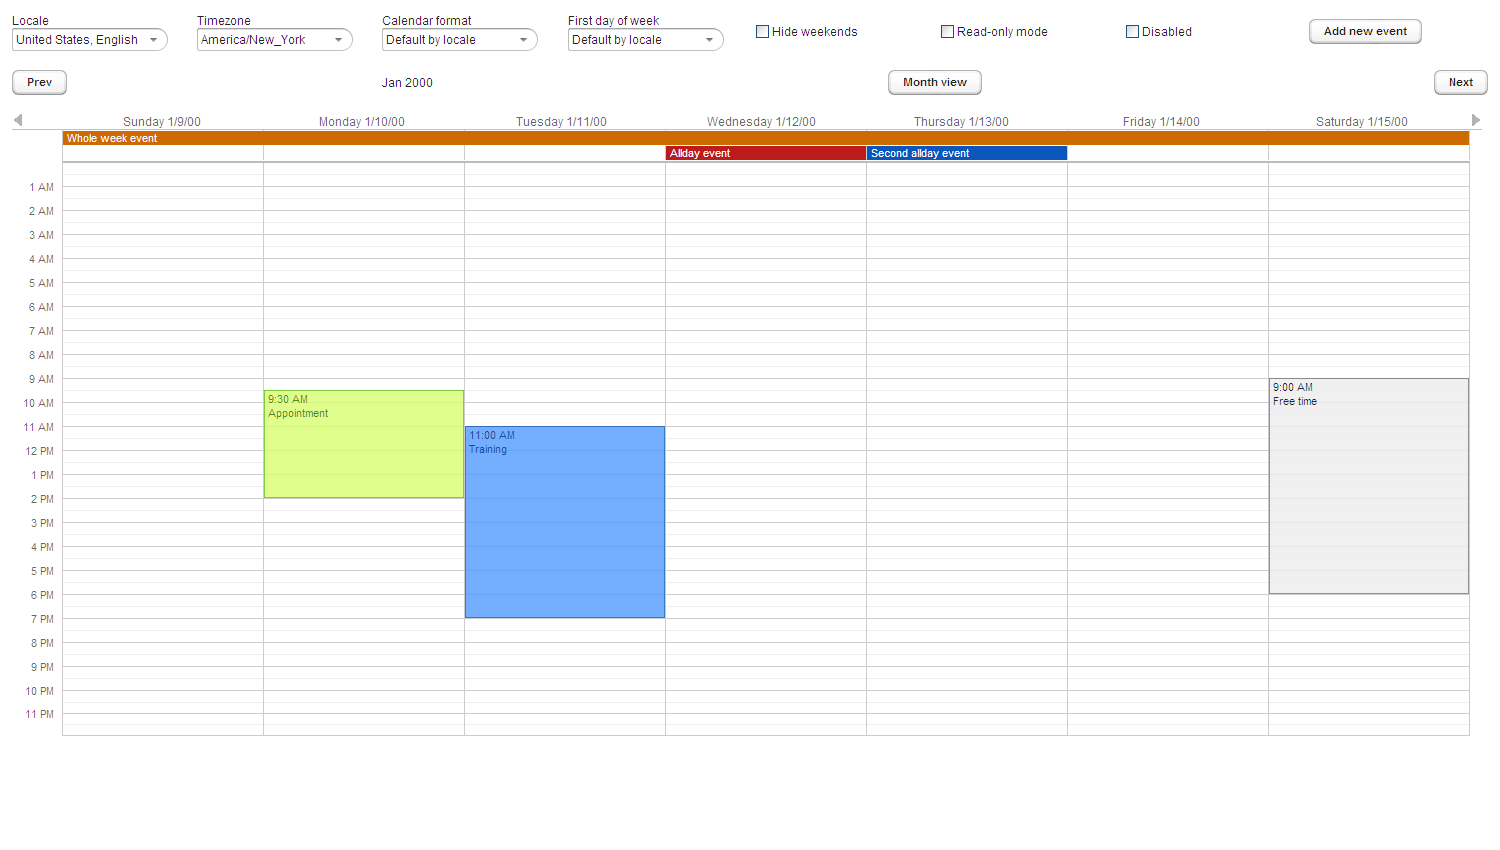 Locale
Timezone
Calendar format
First day of week
United States, English
America/New_York
Default by locale
Default by locale
Hide weekends
Read-only mode
Disabled
Add new event
Prev
Jan 2000
Month view
Next
Sunday 1/9/00
Monday 1/10/00
Tuesday 1/11/00
Wednesday 1/12/00
Thursday 1/13/00
Friday 1/14/00
Saturday 1/15/00
Whole week event
Allday event
Second allday event
1 AM
2 AM
3 AM
4 AM
5 AM
6 AM
7 AM
8 AM
9 AM
10 AM
11 AM
12 PM
1 PM
2 PM
3 PM
4 PM
5 PM
6 PM
7 PM
8 PM
9 PM
10 PM
11 PM
9:30 AM
Appointment
11:00 AM
Training
9:00 AM
Free time